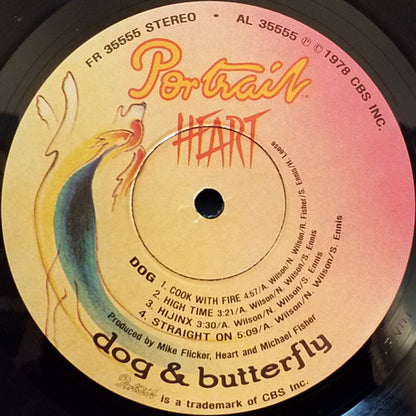 FR 35555 STEREO • AL 35555 ℗ © 1978 CBS INC.
Portrait™
HEART
DOG
1. COOK WITH FIRE 4:57/A. Wilson/N. Wilson/R. Fisher/S. Ennis/H. Leese
2. HIGH TIME 3:21/A. Wilson/N. Wilson/S. Ennis
3. HIJINX 3:30/A. Wilson/N. Wilson/S. Ennis
4. STRAIGHT ON 5:09/A. Wilson/N. Wilson/S. Ennis
Produced by Mike Flicker, Heart and Michael Fisher
dog & butterfly
Portrait is a trademark of CBS Inc.